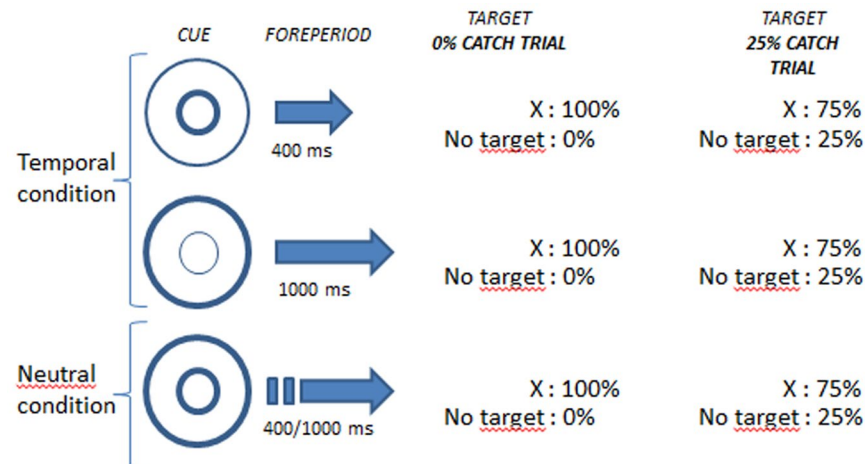 CUE FOREPERIOD TARGET TARGET
0% CATCH TRIAL 25% CATCH
TRIAL
Temporal
condition
400 ms
X : 100% X : 75%
No target : 0% No target : 25%
1000 ms
X : 100% X : 75%
No target : 0% No target : 25%
Neutral
condition
400/1000 ms
X : 100% X : 75%
No target : 0% No target : 25%